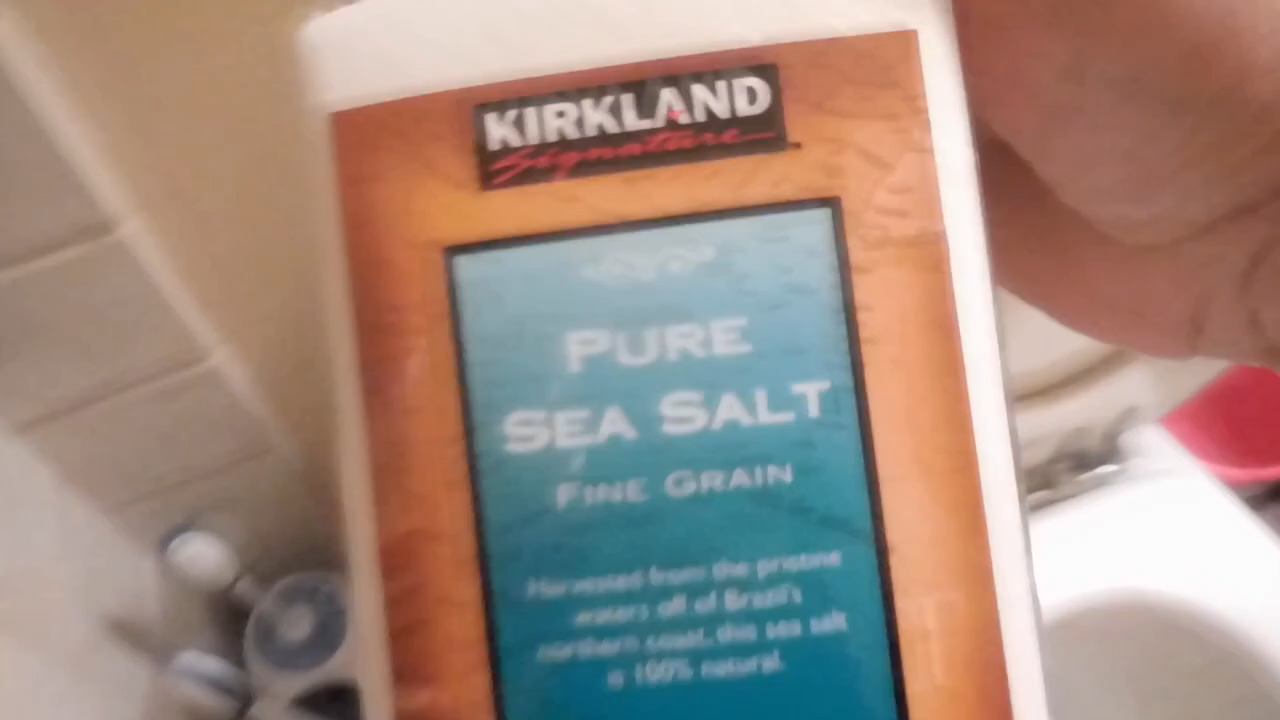 KIRKLAND
Signature
PURE
SEA SALT
FINE GRAIN
Harvested from the pristine
waters off of Brazil's
northern coast, this sea salt
is 100% natural.